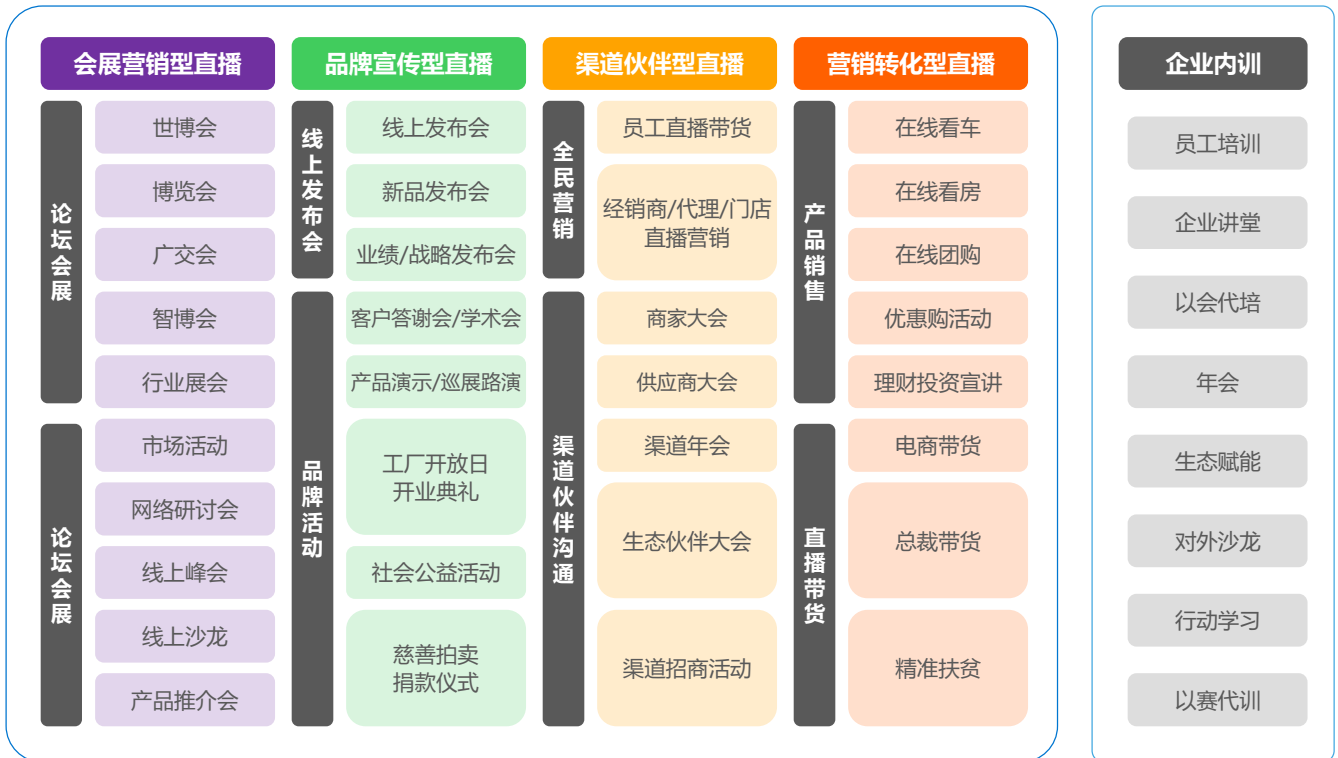 会展营销型直播
论坛会展
世博会
博览会
广交会
智博会
行业展会
论坛会展
市场活动
网络研讨会
线上峰会
线上沙龙
产品推介会
品牌宣传型直播
线上发布会
线上发布会
新品发布会
业绩/战略发布会
品牌活动
客户答谢会/学术会
产品演示/巡展路演
工厂开放日
开业典礼
社会公益活动
慈善拍卖
捐款仪式
渠道伙伴型直播
全民营销
员工直播带货
经销商/代理/门店
直播营销
渠道伙伴沟通
商家大会
供应商大会
渠道年会
生态伙伴大会
渠道招商活动
营销转化型直播
产品销售
在线看车
在线看房
在线团购
优惠购活动
理财投资宣讲
直播带货
电商带货
总裁带货
精准扶贫
企业内训
员工培训
企业讲堂
以会代培
年会
生态赋能
对外沙龙
行动学习
以赛代训